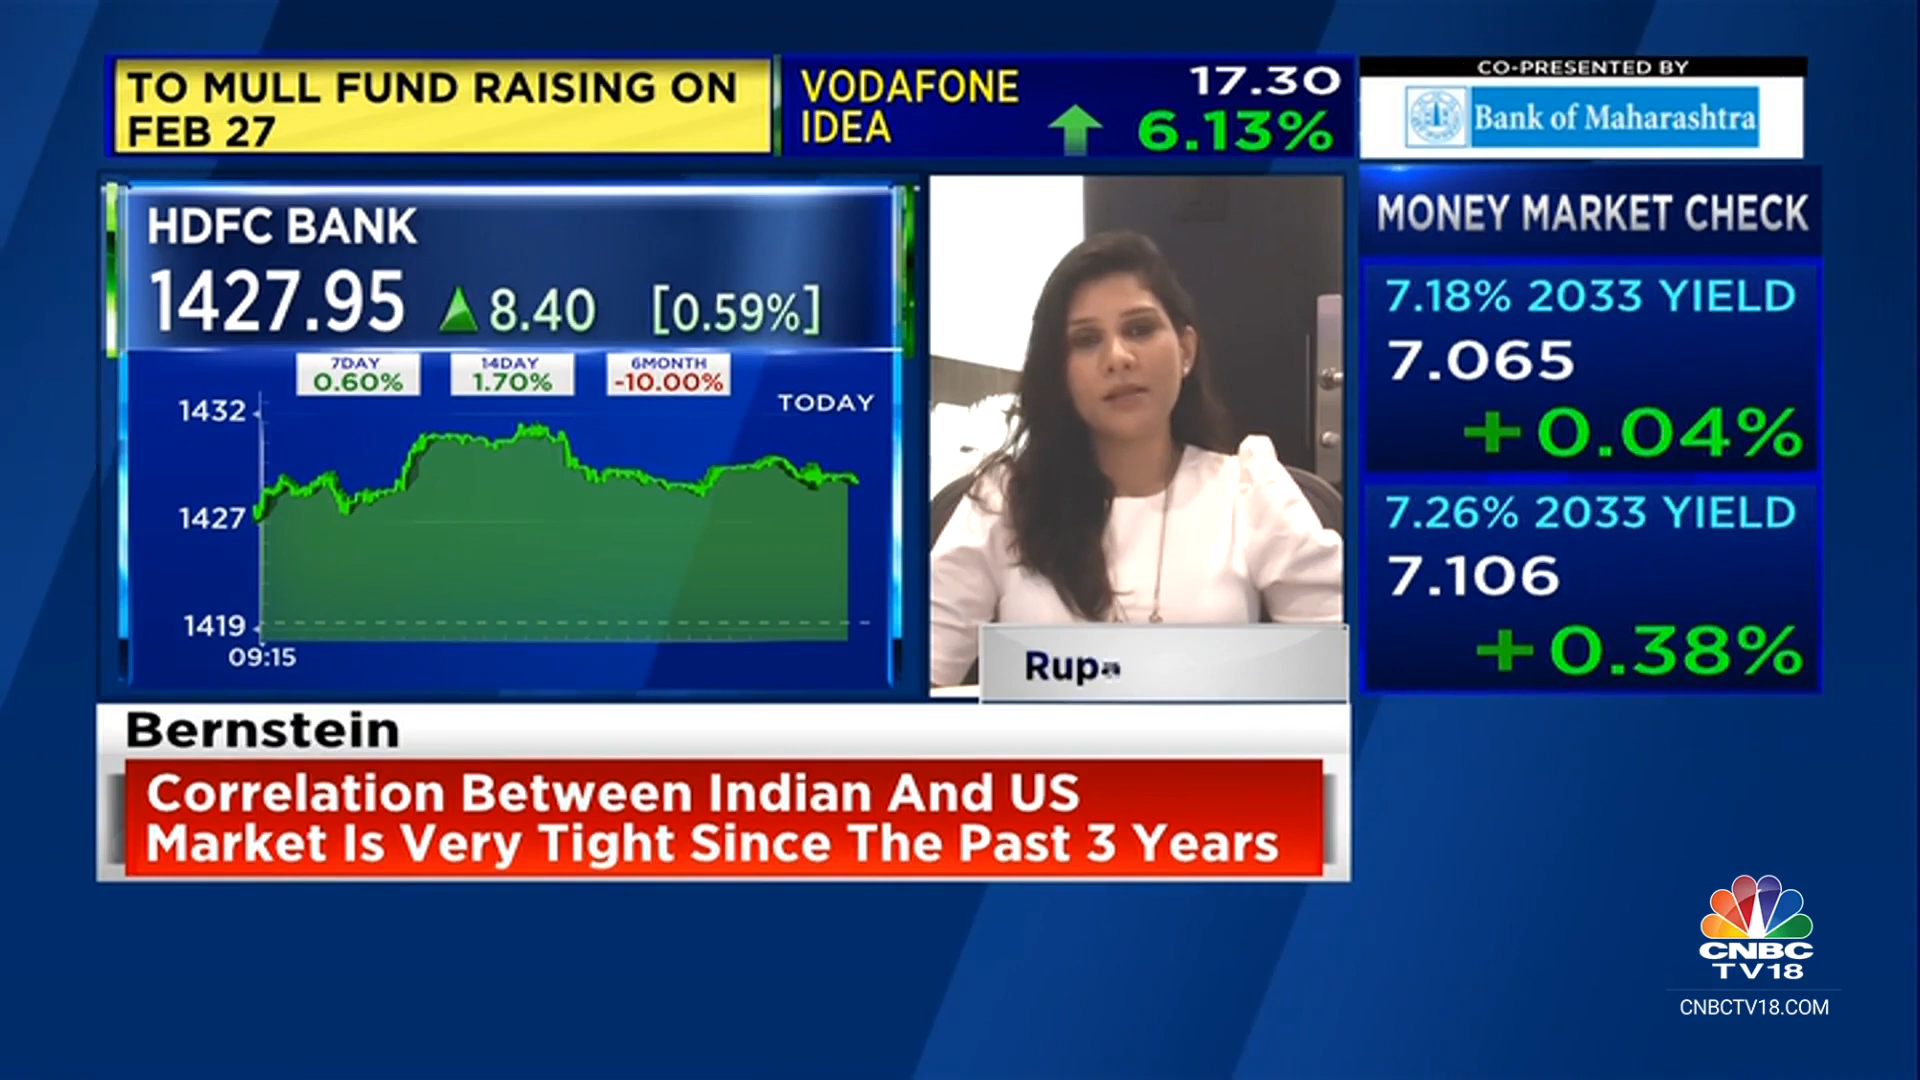 TO MULL FUND RAISING ON
FEB 27
VODAFONE
IDEA
17.30
6.13%
CO-PRESENTED BY
Bank of Maharashtra
HDFC BANK
1427.95 8.40 [0.59%]
7DAY
0.60%
14DAY
1.70%
6MONTH
-10.00%
TODAY
1432
1427
1419
09:15
MONEY MARKET CHECK
7.18% 2033 YIELD
7.065
+0.04%
7.26% 2033 YIELD
7.106
+0.38%
Rupa
Bernstein
Correlation Between Indian And US
Market Is Very Tight Since The Past 3 Years
CNBC
TV18
CNBCTV18.COM